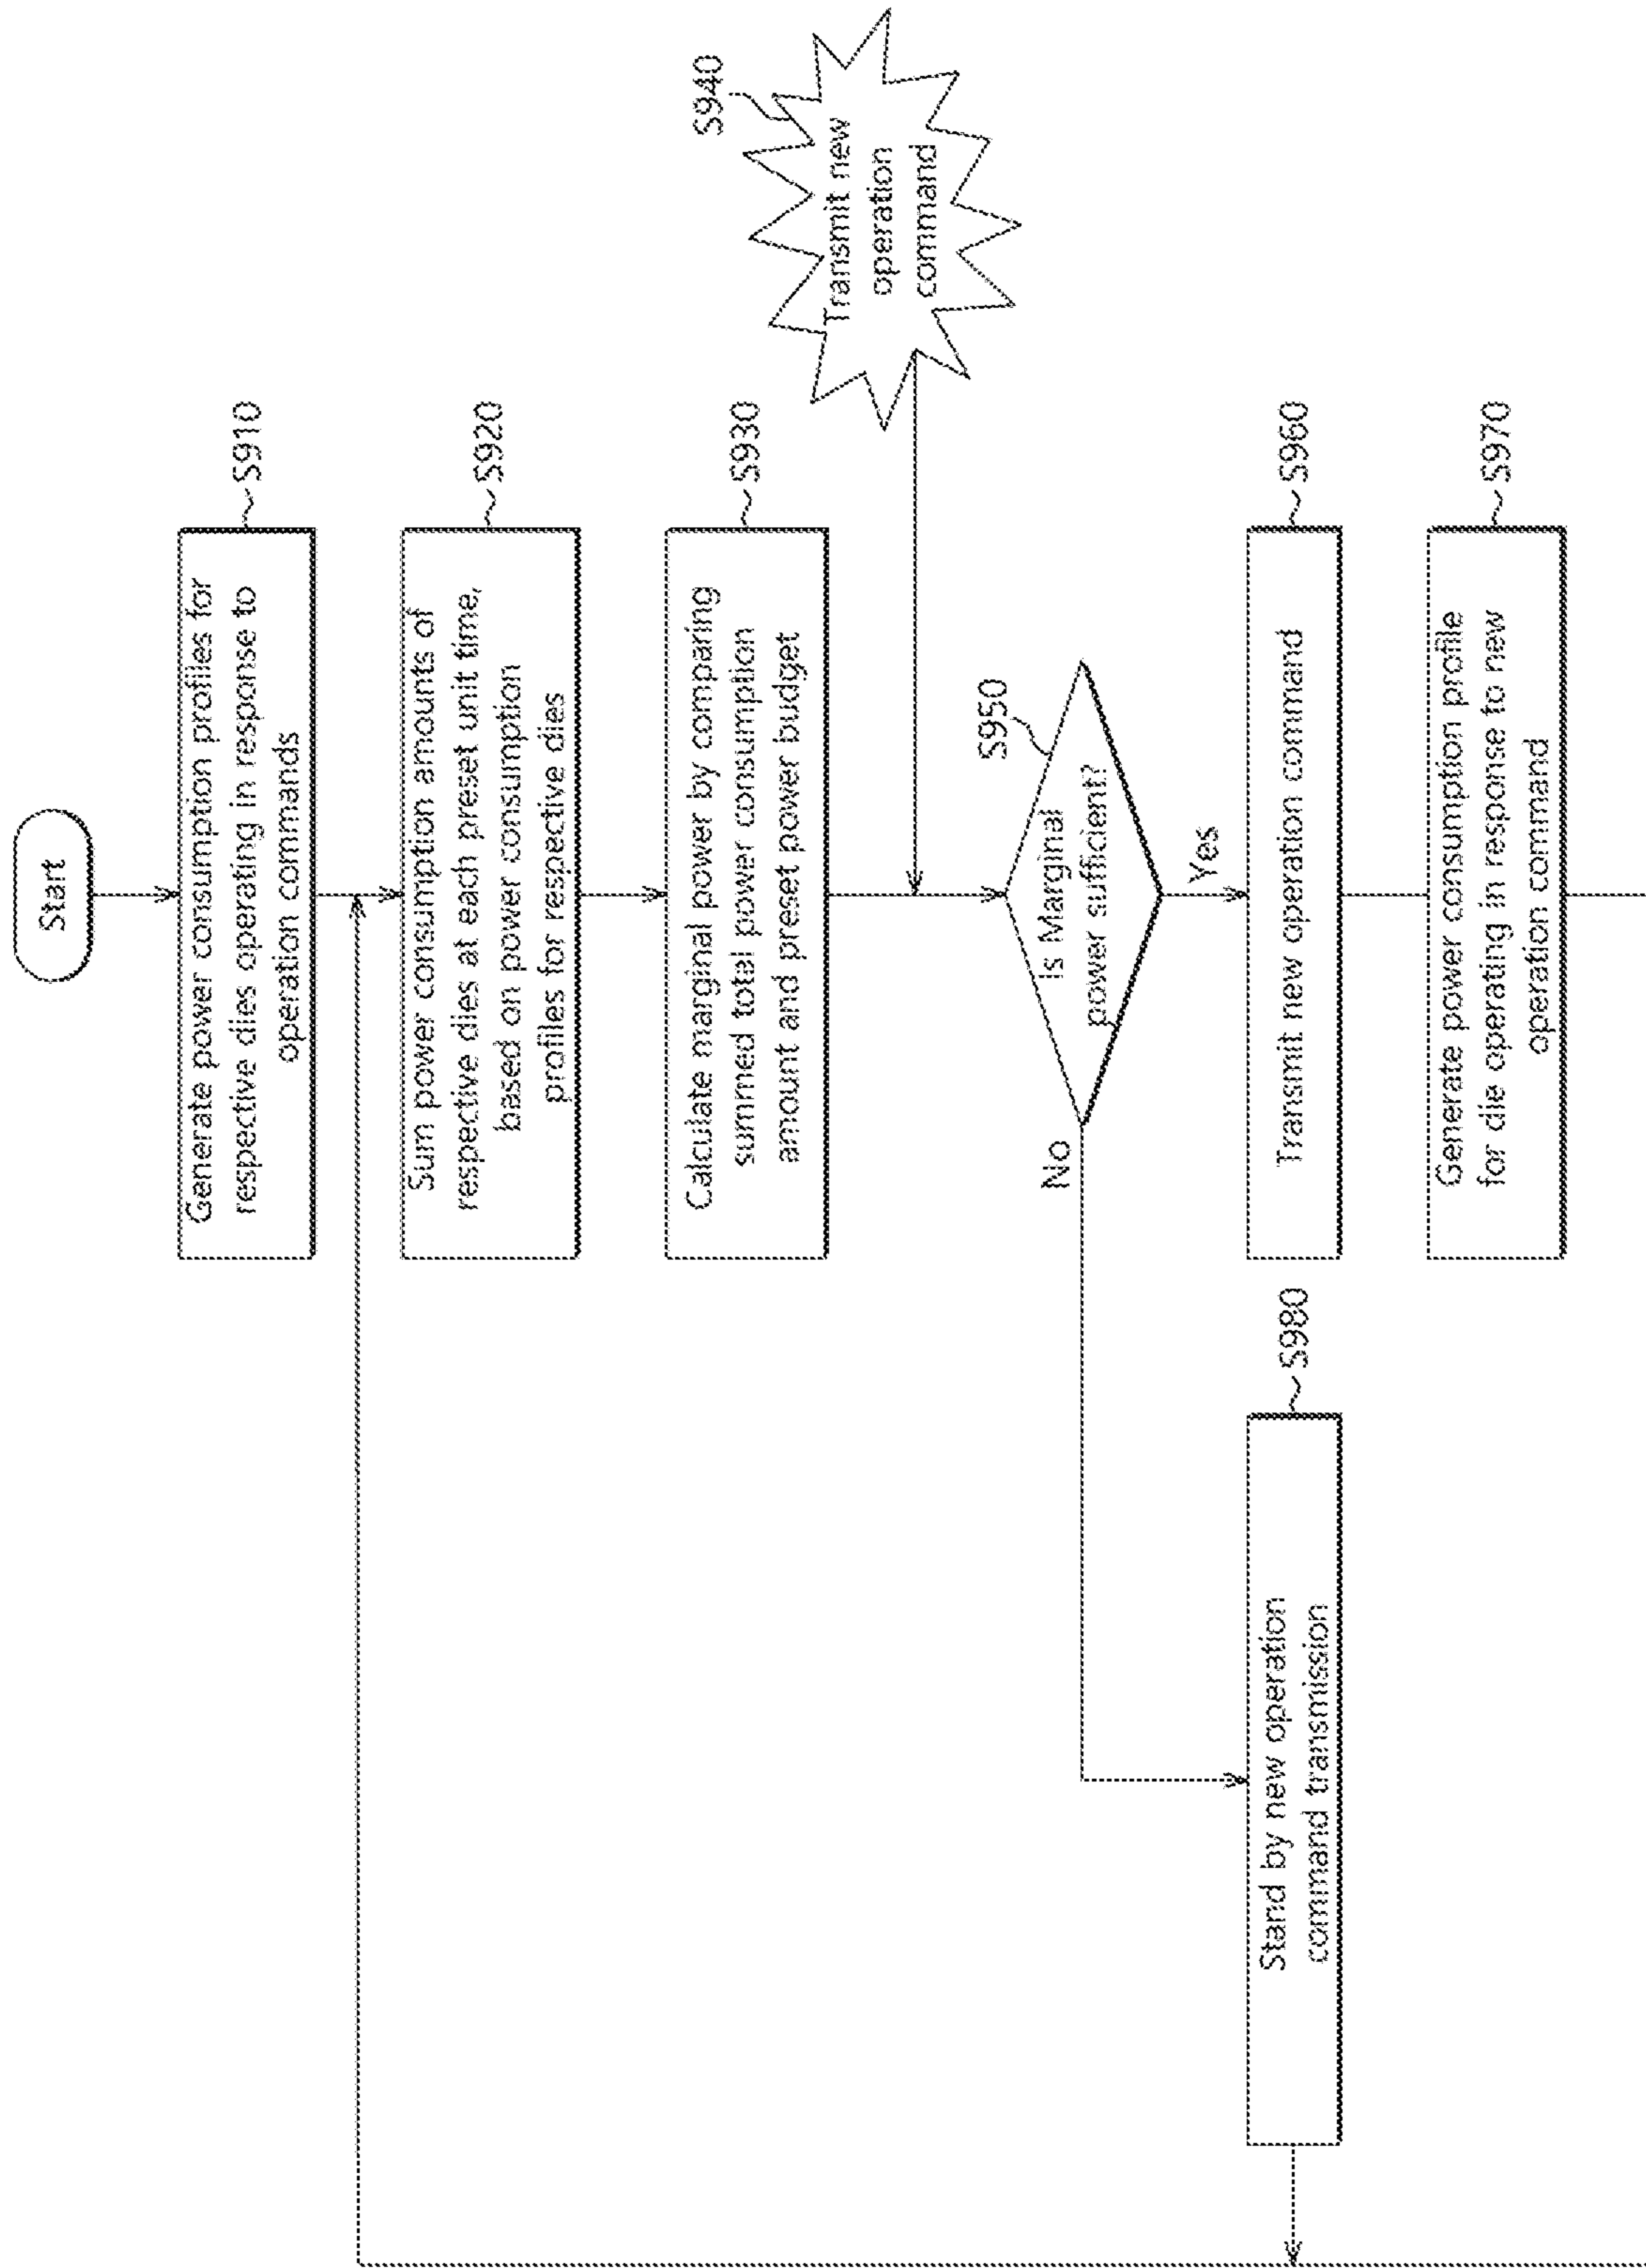 Start
Generate power consumption profiles for
respective dies operating in response to
operation commands
S910
Sum power consumption amounts of
respective dies at each preset unit time,
based on power consumption
profiles for respective dies
S920
Calculate marginal power by comparing
summed total power consumption
amount and preset power budget
S930
Transmit new
operation
command
S940
Is Marginal
power sufficient?
S950
Yes
No
Transmit new operation command
S960
Generate power consumption profile
for die operating in response to new
operation command
S970
Stand by new operation
command transmission
S980